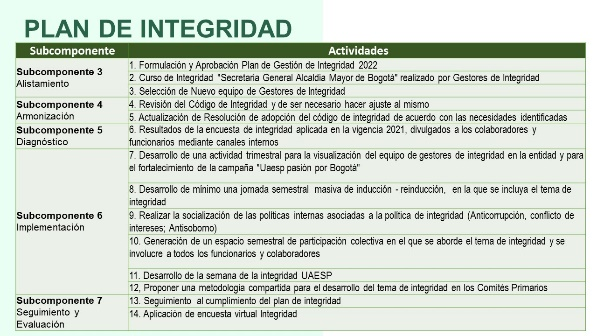 PLAN DE INTEGRIDAD
Subcomponente
Actividades
Subcomponente 3
Alistamiento
1. Formulación y Aprobación Plan de Gestión de Integridad 2022
2. Curso de Integridad "Secretaria General Alcaldia Mayor de Bogotá" realizado por Gestores de Integridad
3. Selección de Nuevo equipo de Gestores de Integridad
Subcomponente 4
Armonización
4. Revisión del Código de Integridad y de ser necesario hacer ajuste al mismo
5. Actualización de Resolución de adopción del código de integridad de acuerdo con las necesidades identificadas
Subcomponente 5
Diagnóstico
6. Resultados de la encuesta de integridad aplicada en la vigencia 2021, divulgados a los colaboradores y
funcionarios mediante canales internos
Subcomponente 6
Implementación
7. Desarrollo de una actividad trimestral para la visualización del equipo de gestores de integridad en la entidad y para
el fortalecimiento de la campaña "Uaesp pasión por Bogotá"
8. Desarrollo de mínimo una jornada semestral masiva de inducción - reinducción, en la que se incluya el tema de
integridad
9. Realizar la socialización de las políticas internas asociadas a la política de integridad (Anticorrupción, conflicto de
intereses; Antisoborno)
10. Generación de un espacio semestral de participación colectiva en el que se aborde el tema de integridad y se
involucre a todos los funcionarios y colaboradores
11. Desarrollo de la semana de la integridad UAESP
12, Proponer una metodología compartida para el desarrollo del tema de integridad en los Comités Primarios
Subcomponente 7
Seguimiento y
Evaluación
13. Seguimiento al cumplimiento del plan de integridad
14. Aplicación de encuesta virtual Integridad